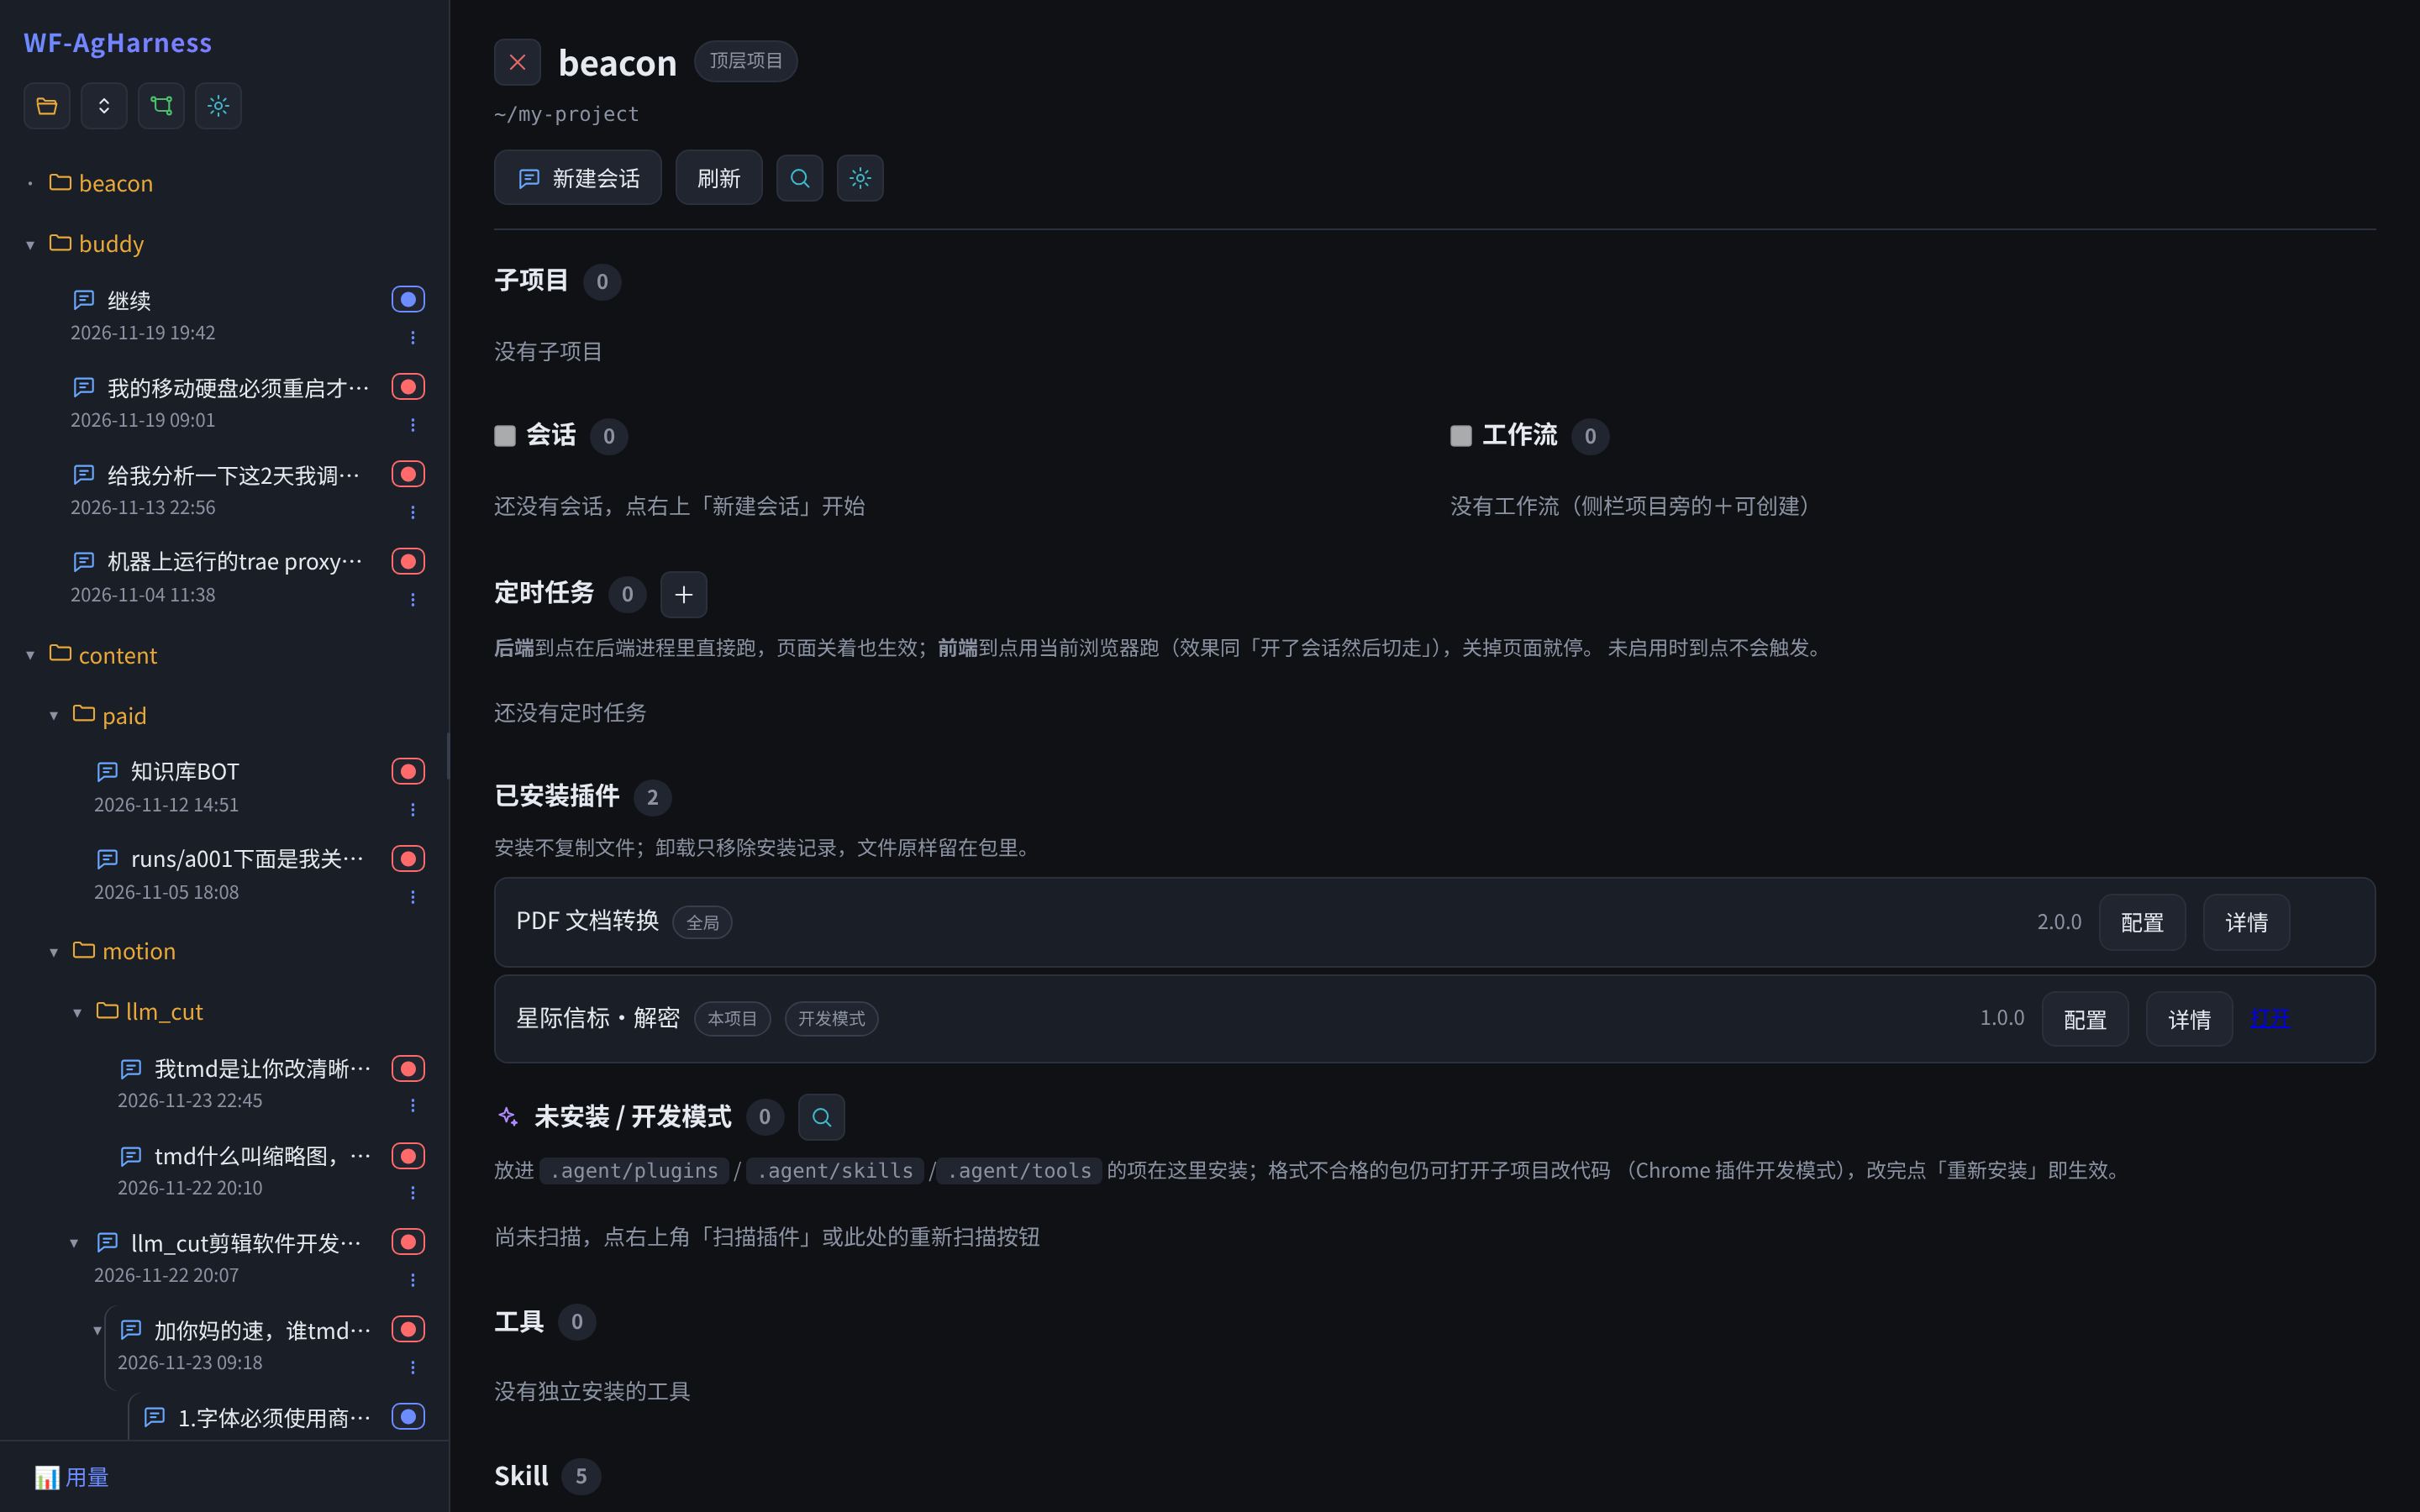 WF-AgHarness
beacon
buddy
继续
2026-11-19 19:42
我的移动硬盘必须重启才…
2026-11-19 09:01
给我分析一下这2天我调…
2026-11-13 22:56
机器上运行的trae proxy…
2026-11-04 11:38
content
paid
知识库BOT
2026-11-12 14:51
runs/a001下面是我关…
2026-11-05 18:08
motion
llm_cut
我tmd是让你改清晰…
2026-11-23 22:45
tmd什么叫缩略图，…
2026-11-22 20:10
llm_cut剪辑软件开发…
2026-11-22 20:07
加你妈的速，谁tmd…
2026-11-23 09:18
1.字体必须使用商…
用量
beacon 顶层项目
~/my-project
新建会话 刷新
子项目 0
没有子项目
会话 0
还没有会话，点右上「新建会话」开始
工作流 0
没有工作流（侧栏项目旁的＋可创建）
定时任务 0
后端到点在后端进程里直接跑，页面关着也生效；前端到点用当前浏览器跑（效果同「开了会话然后切走」），关掉页面就停。 未启用时到点不会触发。
还没有定时任务
已安装插件 2
安装不复制文件；卸载只移除安装记录，文件原样留在包里。
PDF 文档转换 全局 2.0.0 配置 详情
星际信标・解密 本项目 开发模式 1.0.0 配置 详情 打开
未安装 / 开发模式 0
放进 .agent/plugins / .agent/skills / .agent/tools 的项在这里安装；格式不合格的包仍可打开子项目改代码 （Chrome 插件开发模式），改完点「重新安装」即生效。
尚未扫描，点右上角「扫描插件」或此处的重新扫描按钮
工具 0
没有独立安装的工具
Skill 5